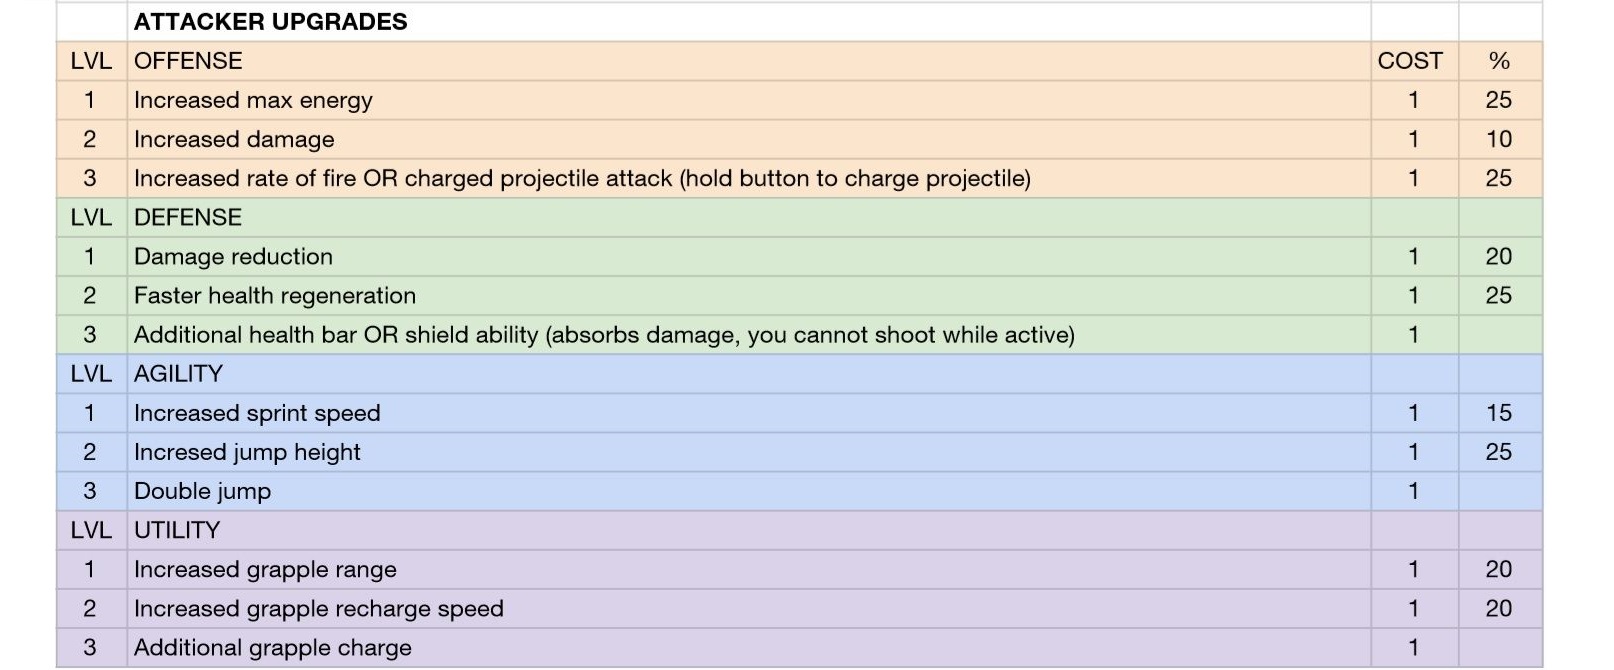 ATTACKER UPGRADES
LVL OFFENSE COST %
1 Increased max energy 1 25
2 Increased damage 1 10
3 Increased rate of fire OR charged projectile attack (hold button to charge projectile) 1 25
LVL DEFENSE
1 Damage reduction 1 20
2 Faster health regeneration 1 25
3 Additional health bar OR shield ability (absorbs damage, you cannot shoot while active) 1
LVL AGILITY
1 Increased sprint speed 1 15
2 Incresed jump height 1 25
3 Double jump 1
LVL UTILITY
1 Increased grapple range 1 20
2 Increased grapple recharge speed 1 20
3 Additional grapple charge 1